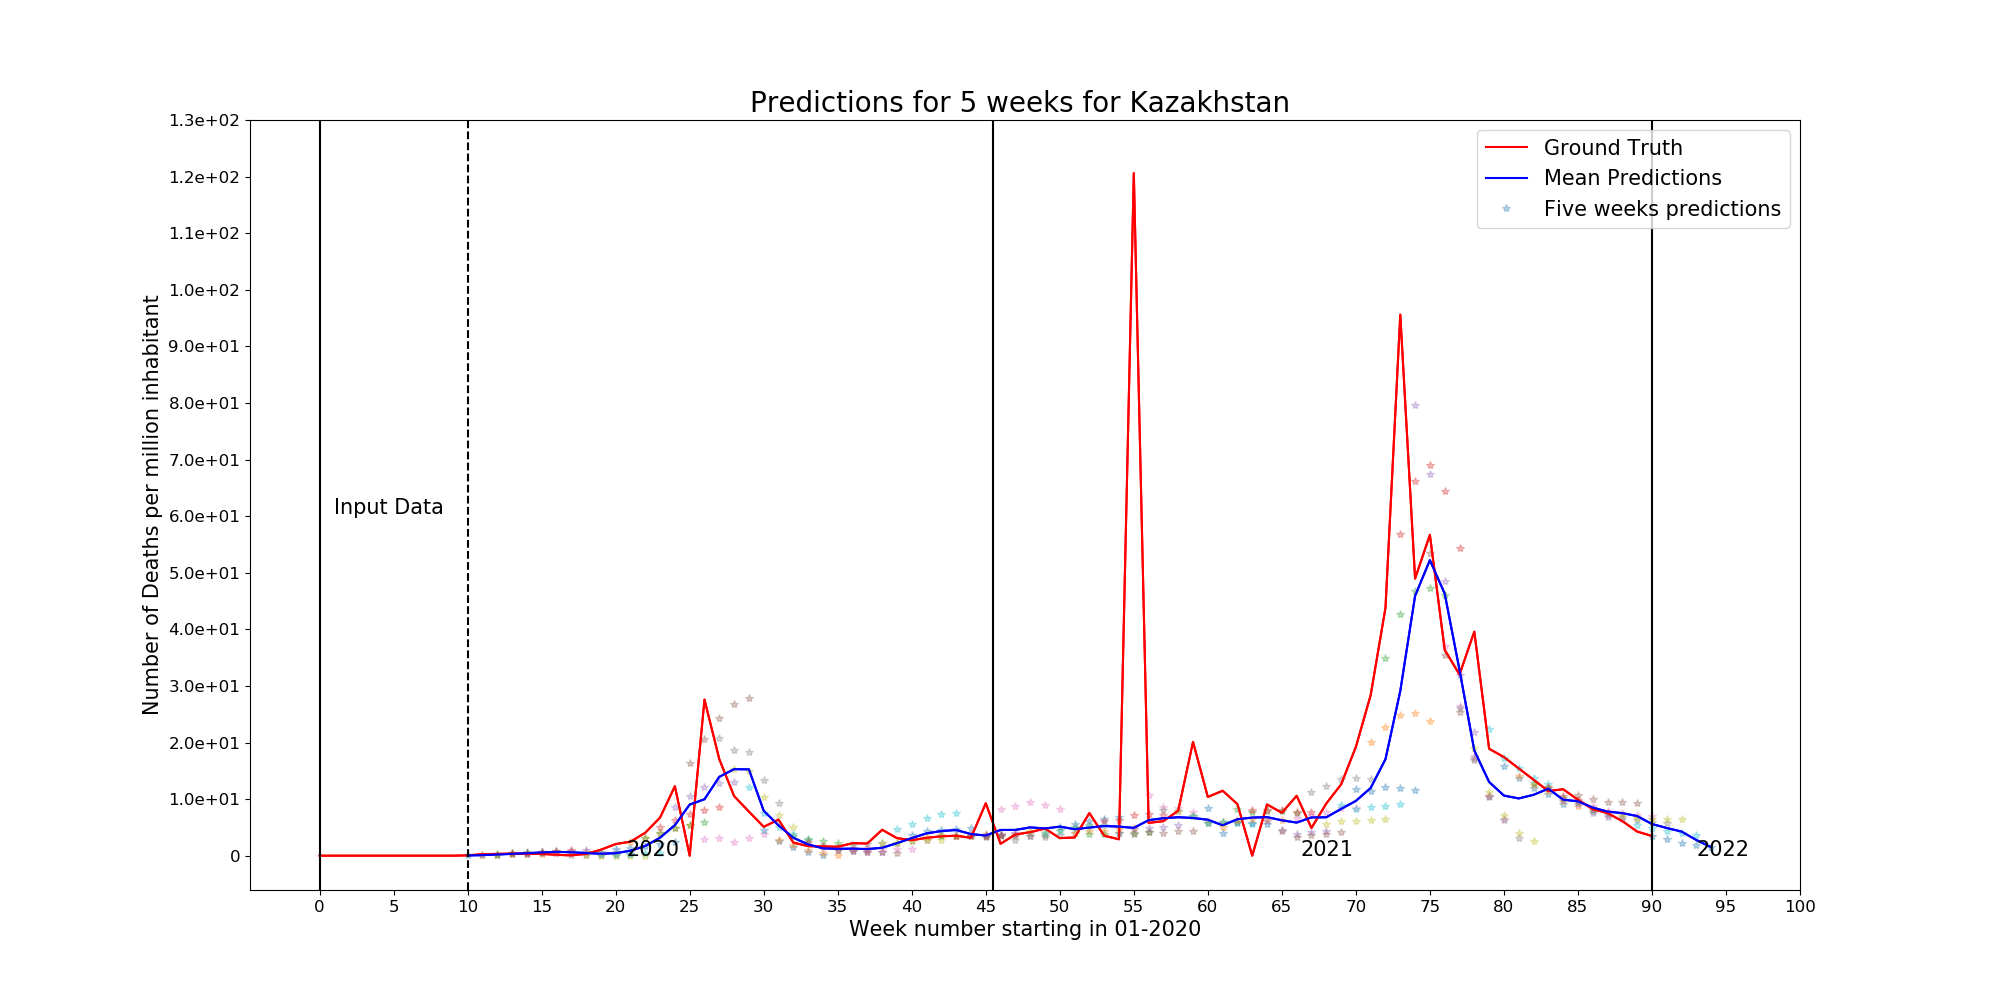 Predictions for 5 weeks for Kazakhstan
1.3e+02
1.2e+02
1.1e+02
1.0e+02
9.0e+01
8.0e+01
7.0e+01
6.0e+01
5.0e+01
4.0e+01
3.0e+01
2.0e+01
1.0e+01
0
Number of Deaths per million inhabitant
Ground Truth
Mean Predictions
Five weeks predictions
Input Data
2020
2021
2022
0 5 10 15 20 25 30 35 40 45 50 55 60 65 70 75 80 85 90 95 100
Week number starting in 01-2020